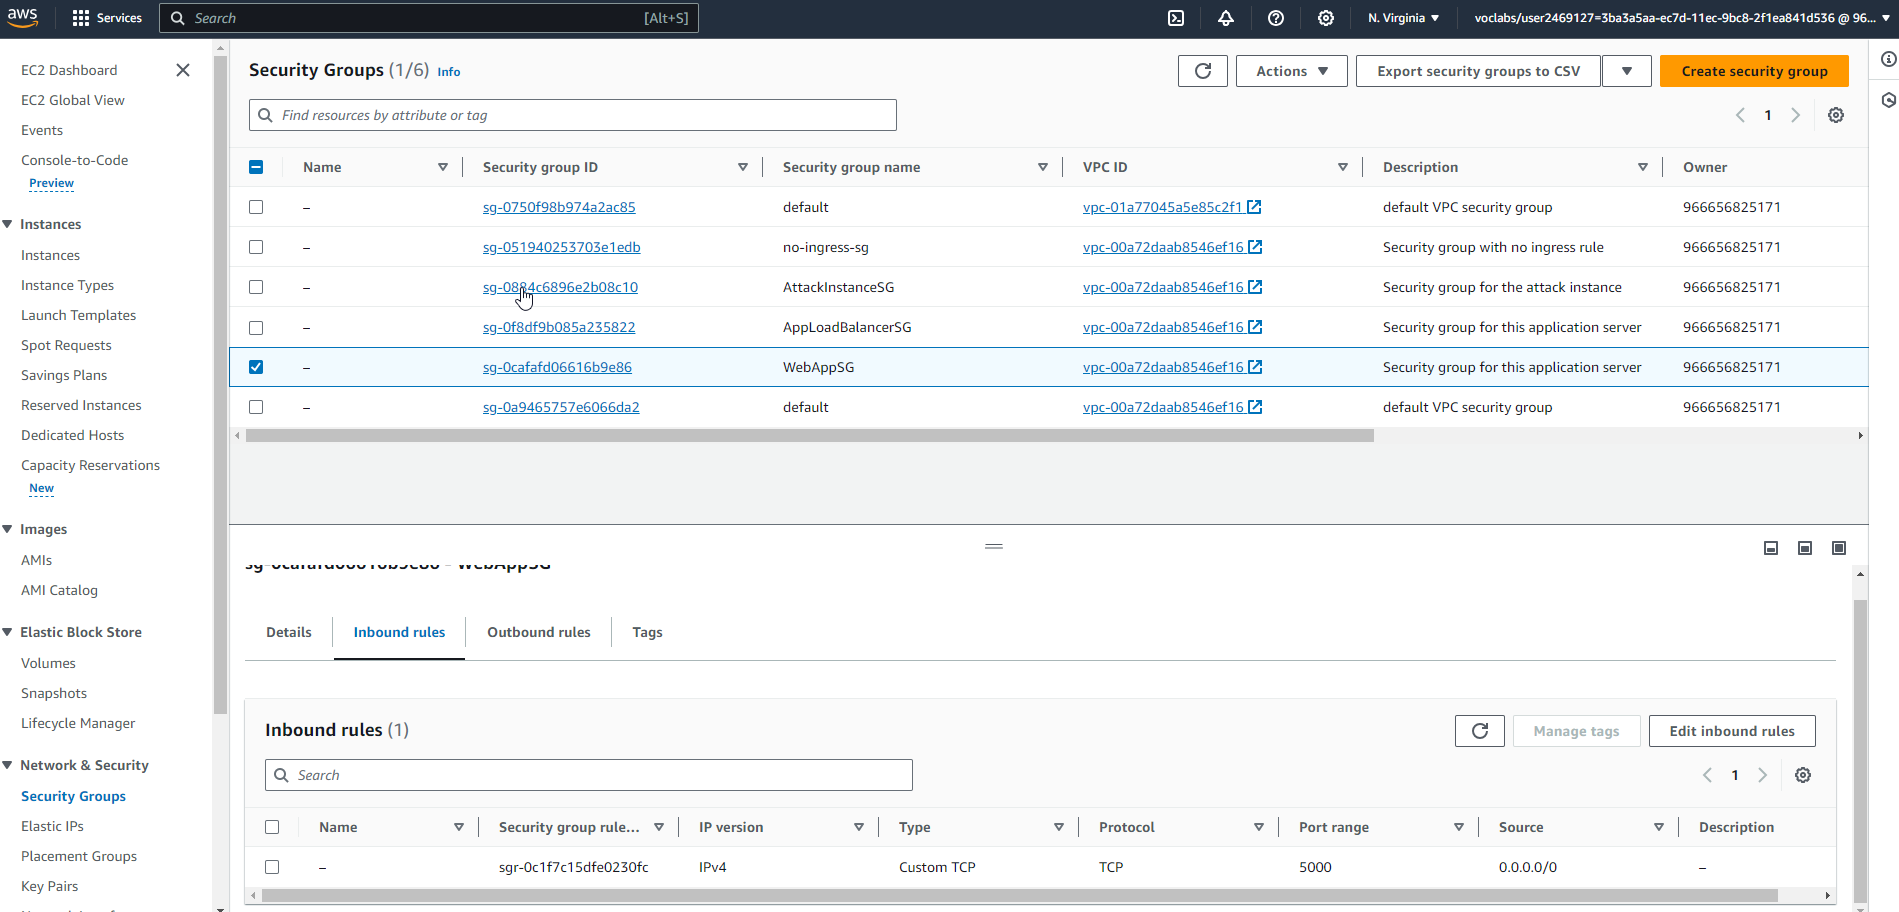 aws
Services
Search
[Alt+S]
N. Virginia
voclabs/user2469127=3ba3a5aa-ec7d-11ec-9bc8-2f1ea841d536 @ 96...
EC2 Dashboard
EC2 Global View
Events
Console-to-Code
Preview
Instances
Instances
Instance Types
Launch Templates
Spot Requests
Savings Plans
Reserved Instances
Dedicated Hosts
Capacity Reservations
New
Images
AMIs
AMI Catalog
Elastic Block Store
Volumes
Snapshots
Lifecycle Manager
Network & Security
Security Groups
Elastic IPs
Placement Groups
Key Pairs
Security Groups (1/6) Info
Actions
Export security groups to CSV
Create security group
Find resources by attribute or tag
1
Name Security group ID Security group name VPC ID Description Owner
– sg-0750f98b974a2ac85 default vpc-01a77045a5e85c2f1 default VPC security group 966656825171
– sg-051940253703e1edb no-ingress-sg vpc-00a72daab8546ef16 Security group with no ingress rule 966656825171
– sg-0884c6896e2b08c10 AttackInstanceSG vpc-00a72daab8546ef16 Security group for the attack instance 966656825171
– sg-0f8df9b085a235822 AppLoadBalancerSG vpc-00a72daab8546ef16 Security group for this application server 966656825171
– sg-0cafafd06616b9e86 WebAppSG vpc-00a72daab8546ef16 Security group for this application server 966656825171
– sg-0a9465757e6066da2 default vpc-00a72daab8546ef16 default VPC security group 966656825171
sg-0cafafd06616b9e86 - WebAppSG
Details
Inbound rules
Outbound rules
Tags
Inbound rules (1)
Manage tags
Edit inbound rules
Search
1
Name Security group rule... IP version Type Protocol Port range Source Description
– sgr-0c1f7c15dfe0230fc IPv4 Custom TCP TCP 5000 0.0.0.0/0 –